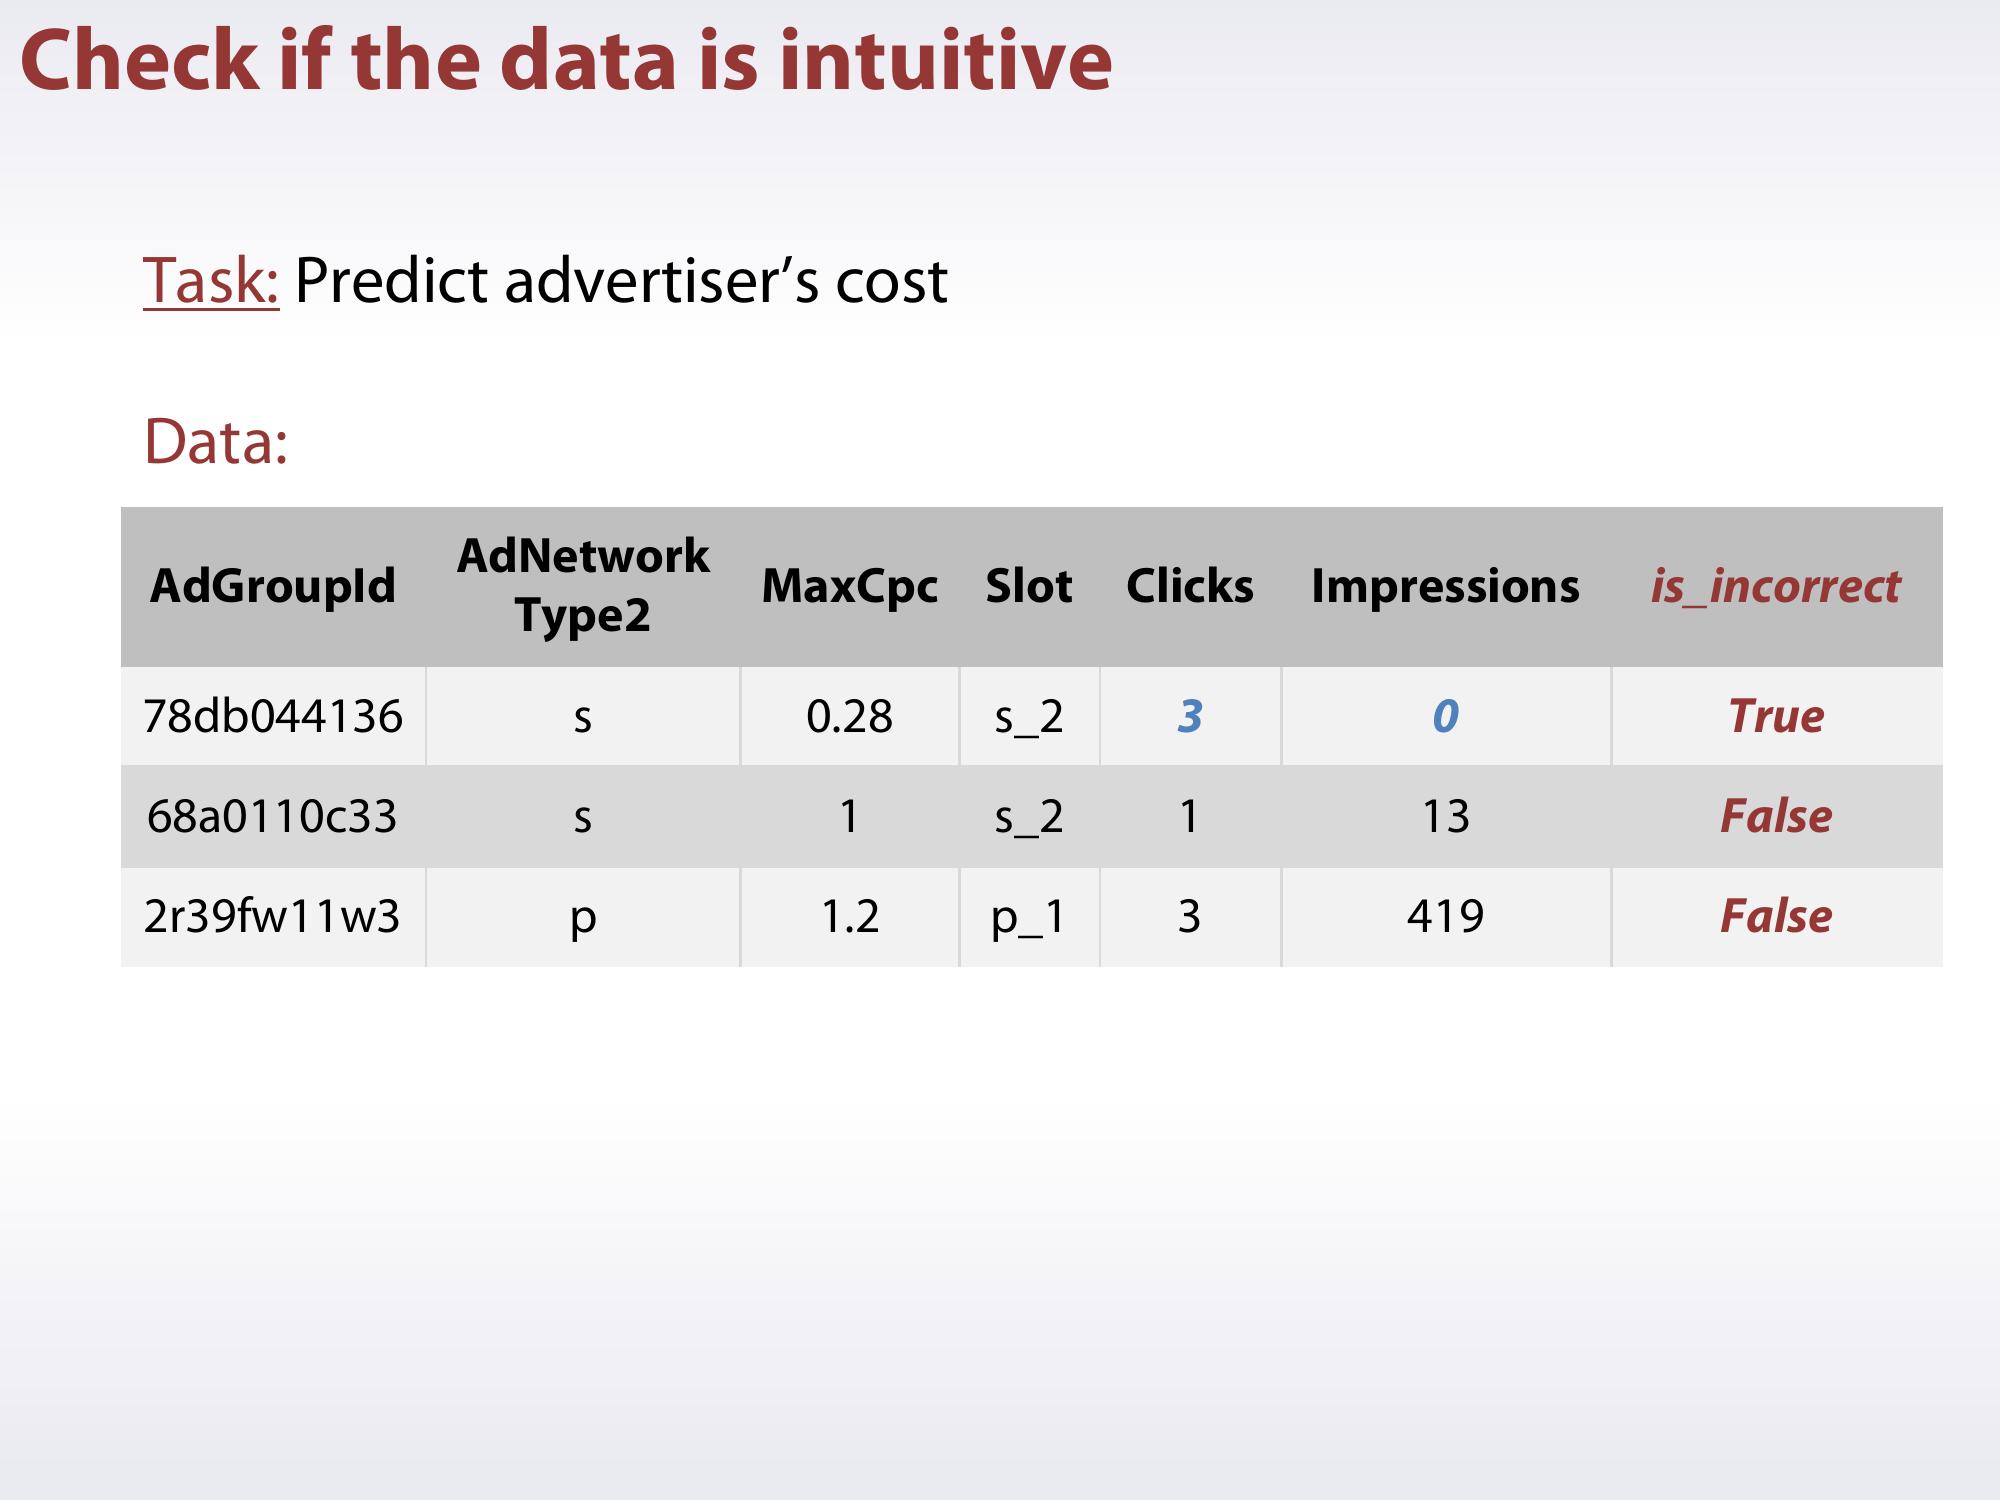 Check if the data is intuitive
Task: Predict advertiser’s cost
Data:
AdGroupId AdNetwork Type2 MaxCpc Slot Clicks Impressions is_incorrect
78db044136 s 0.28 s_2 3 0 True
68a0110c33 s 1 s_2 1 13 False
2r39fw11w3 p 1.2 p_1 3 419 False